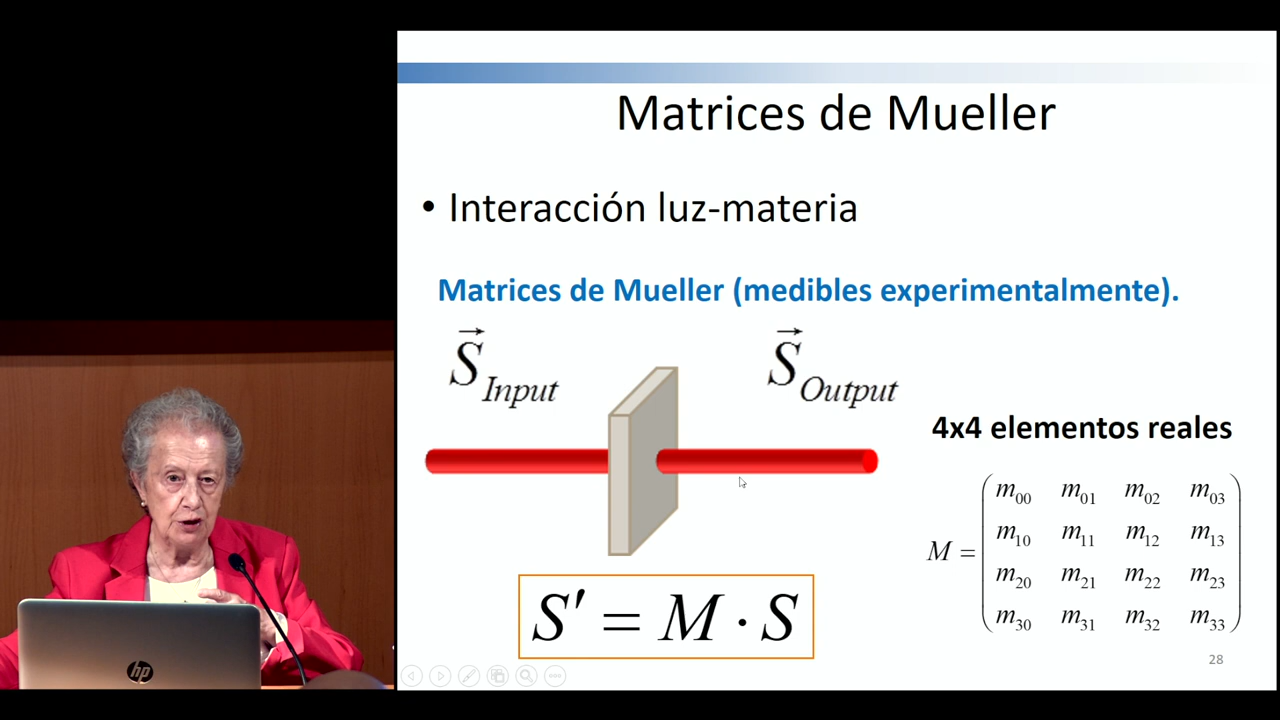 Matrices de Mueller
• Interacción luz-materia
Matrices de Mueller (medibles experimentalmente).
S⃗ Input
S⃗ Output
4x4 elementos reales
M =
m00 m01 m02 m03
m10 m11 m12 m13
m20 m21 m22 m23
m30 m31 m32 m33
S′ = M · S
28
hp